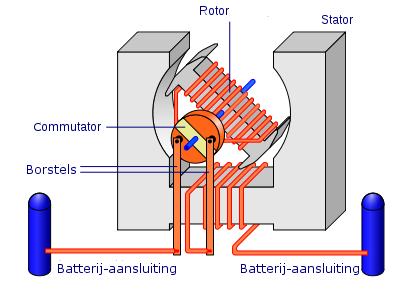 Rotor
Stator
Commutator
Borstels
Batterij-aansluiting
Batterij-aansluiting